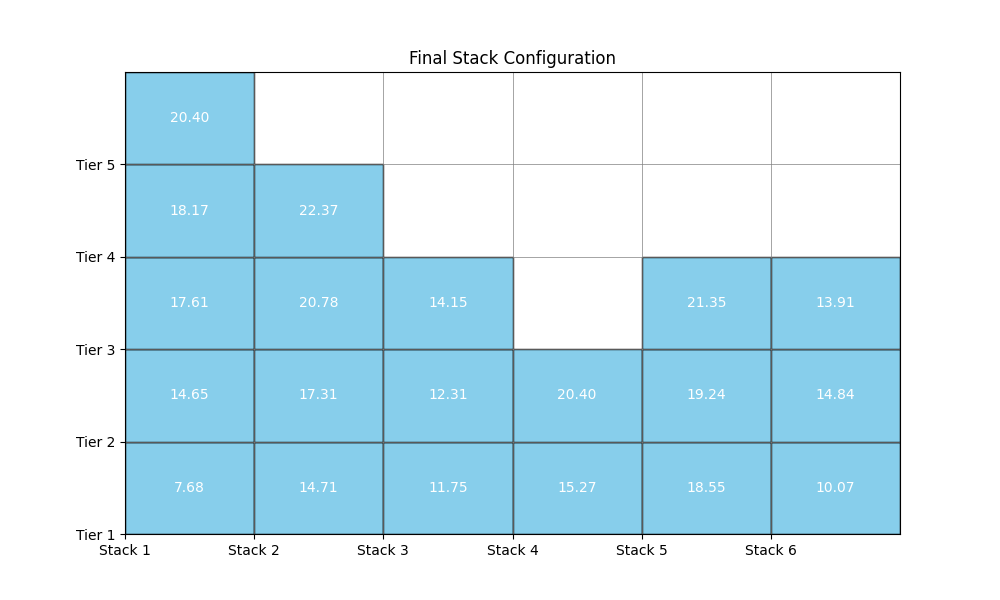 Final Stack Configuration
20.40
Tier 5
18.17 22.37
Tier 4
17.61 20.78 14.15 21.35 13.91
Tier 3
14.65 17.31 12.31 20.40 19.24 14.84
Tier 2
7.68 14.71 11.75 15.27 18.55 10.07
Tier 1
Stack 1 Stack 2 Stack 3 Stack 4 Stack 5 Stack 6